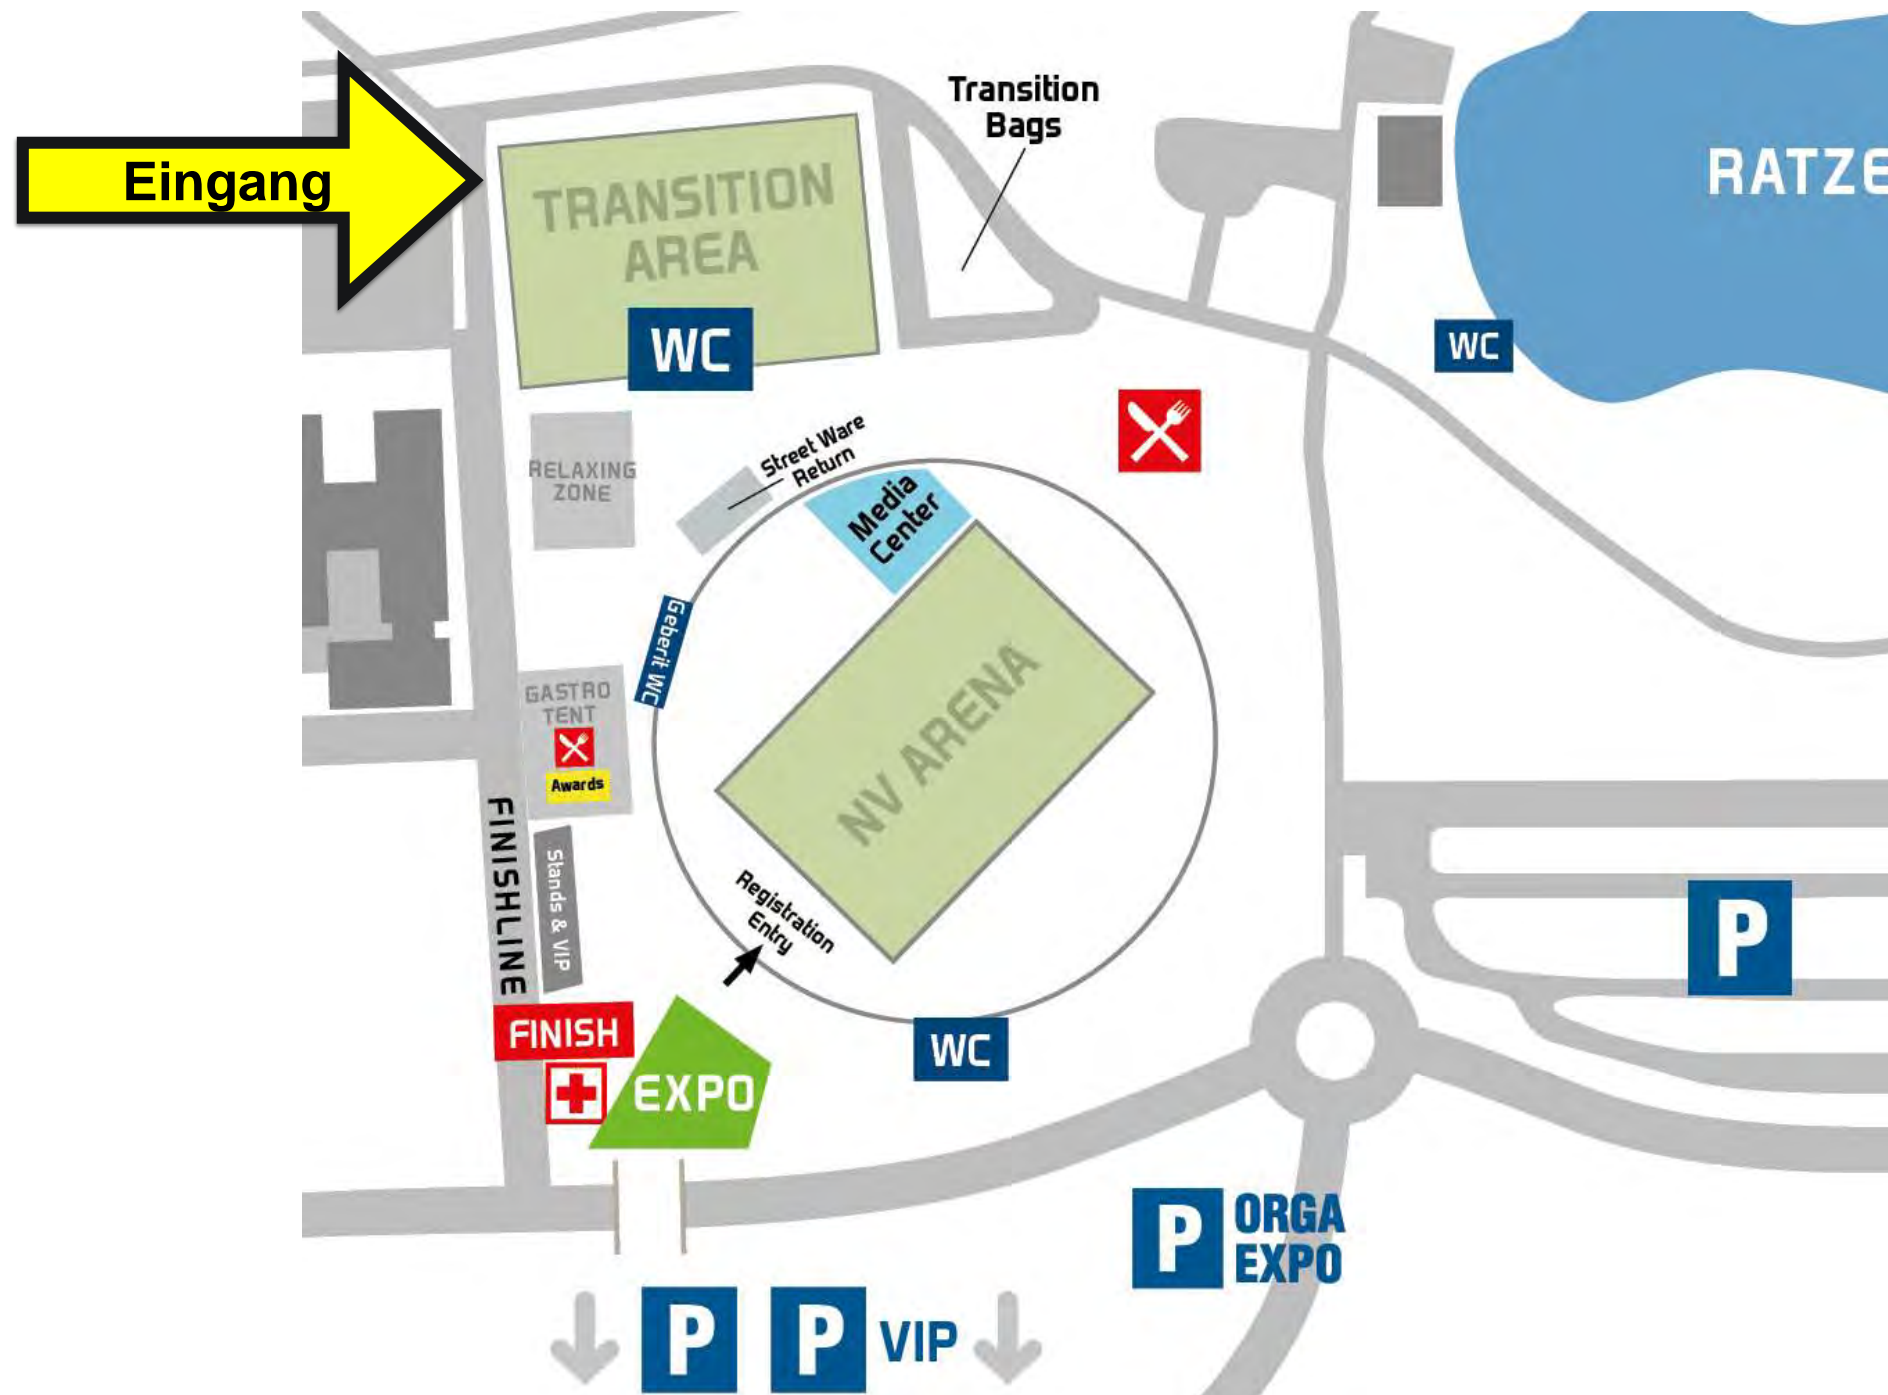 Eingang
TRANSITION
AREA
WC
Transition
Bags
RATZE
WC
RELAXING
ZONE
Street Ware
Return
Media
Center
Geberit WC
GASTRO
TENT
Awards
NV ARENA
FINISHLINE
Stands & VIP
Registration
Entry
FINISH
EXPO
WC
P
P
ORGA
EXPO
P
P
VIP